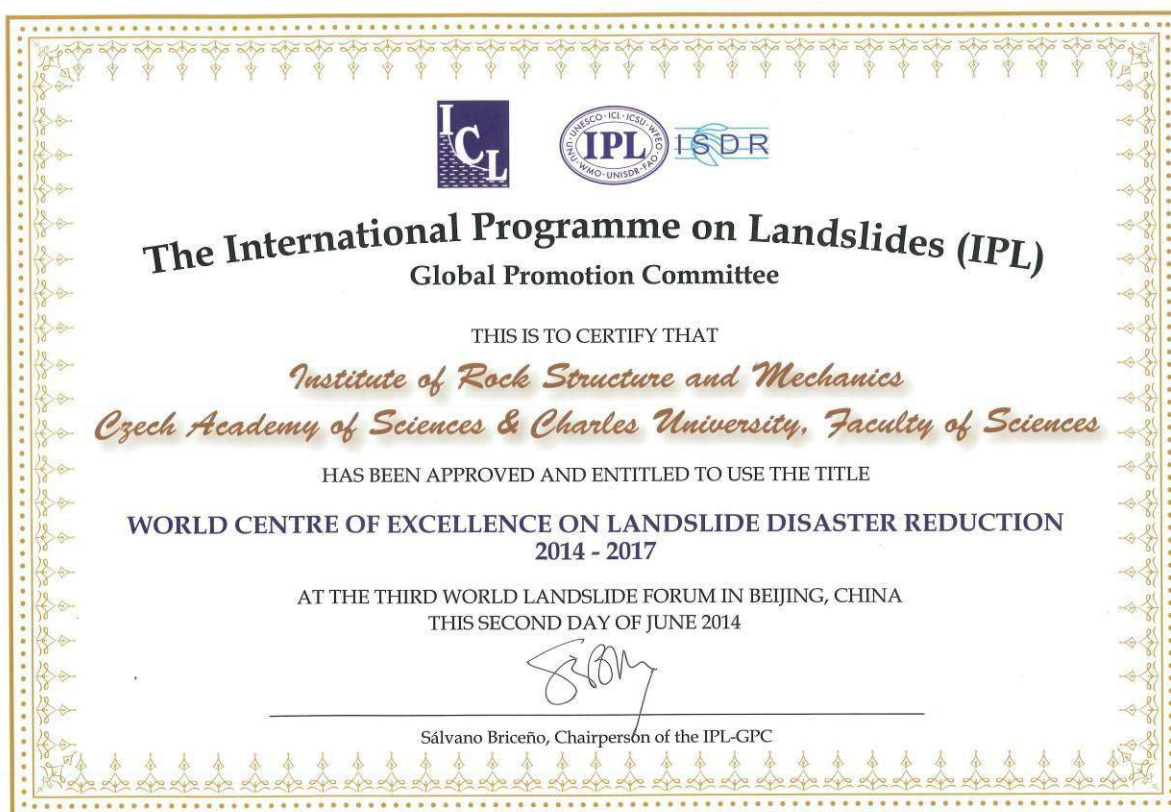 ICL
UNESCO·ICL·ICSU·WFEO·FAO·UNISDR·WMO·UNU
IPL
ISDR
The International Programme on Landslides (IPL)
Global Promotion Committee
THIS IS TO CERTIFY THAT
Institute of Rock Structure and Mechanics
Czech Academy of Sciences & Charles University, Faculty of Sciences
HAS BEEN APPROVED AND ENTITLED TO USE THE TITLE
WORLD CENTRE OF EXCELLENCE ON LANDSLIDE DISASTER REDUCTION
2014 - 2017
AT THE THIRD WORLD LANDSLIDE FORUM IN BEIJING, CHINA
THIS SECOND DAY OF JUNE 2014
Sálvano Briceño, Chairperson of the IPL-GPC